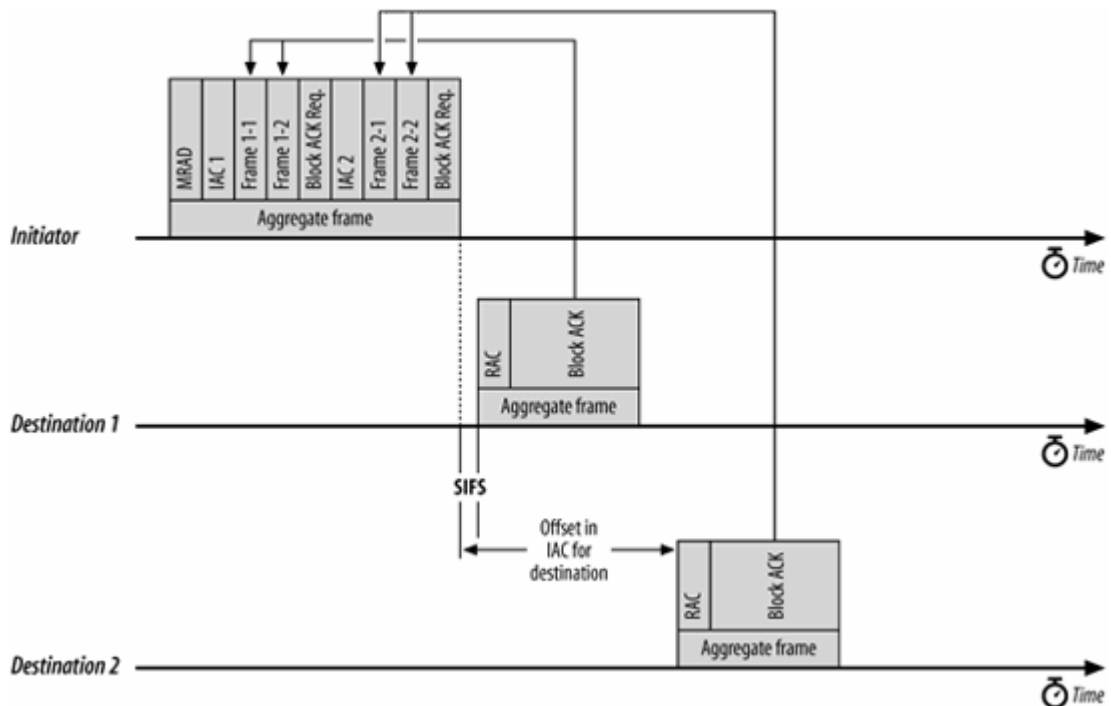 MRAD
IAC 1
Frame 1-1
Frame 1-2
Block ACK Req.
IAC 2
Frame 2-1
Frame 2-2
Block ACK Req.
Aggregate frame
Initiator
Time
RAC
Block ACK
Aggregate frame
Destination 1
Time
SIFS
Offset in
IAC for
destination
RAC
Block ACK
Aggregate frame
Destination 2
Time